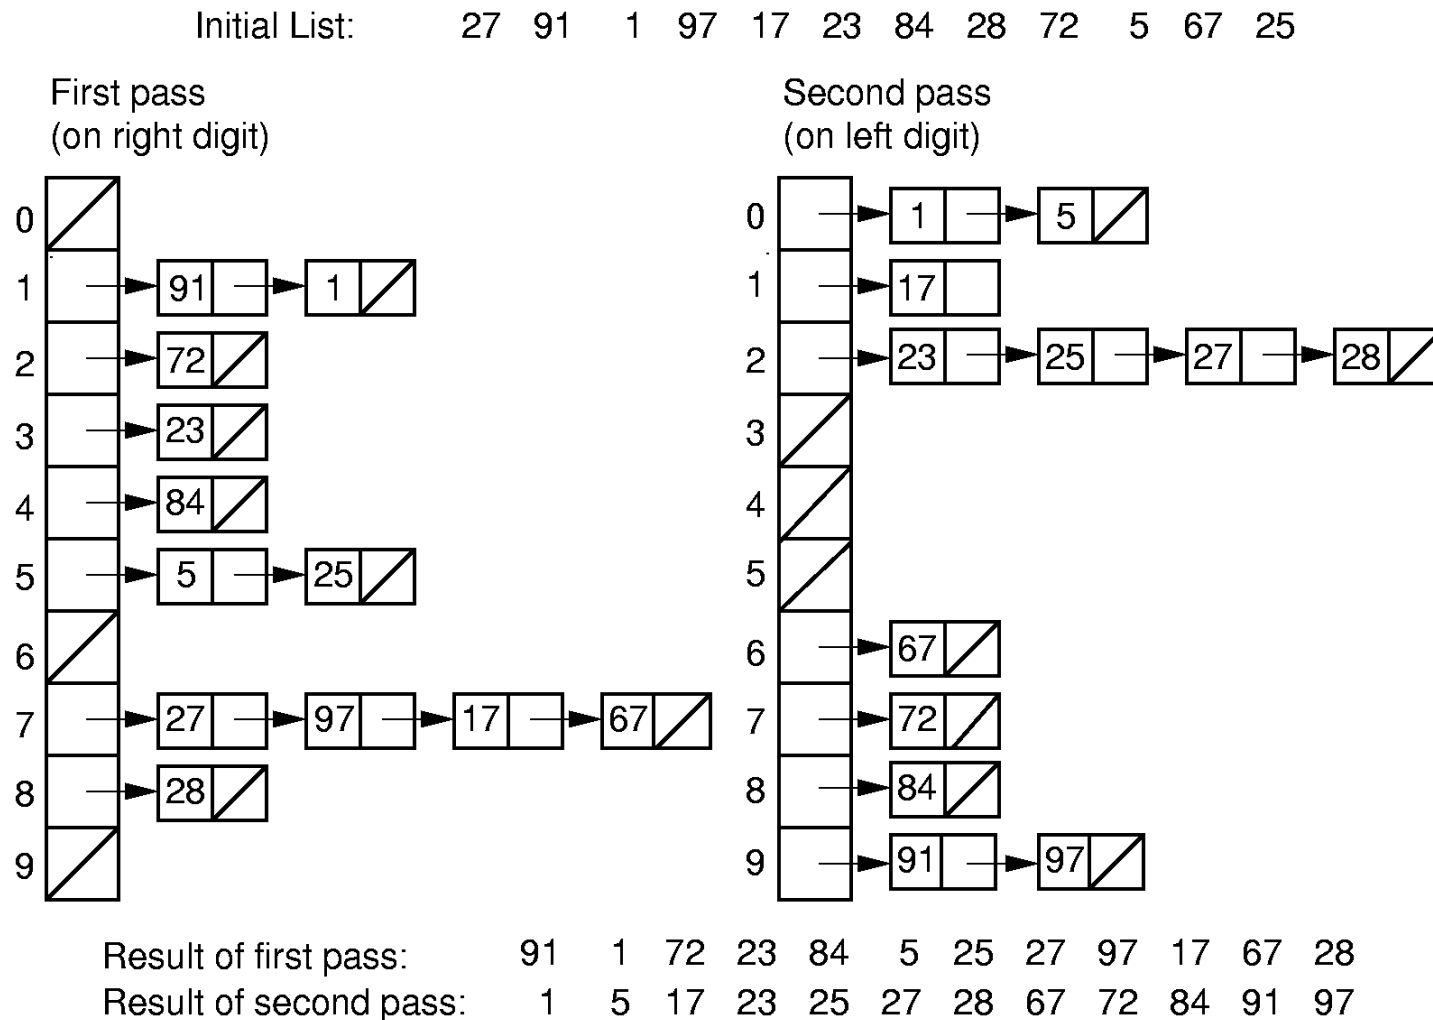 Initial List: 27 91 1 97 17 23 84 28 72 5 67 25
First pass
(on right digit)
0
1 91 1
2 72
3 23
4 84
5 5 25
6
7 27 97 17 67
8 28
9
Second pass
(on left digit)
0 1 5
1 17
2 23 25 27 28
3
4
5
6 67
7 72
8 84
9 91 97
Result of first pass: 91 1 72 23 84 5 25 27 97 17 67 28
Result of second pass: 1 5 17 23 25 27 28 67 72 84 91 97